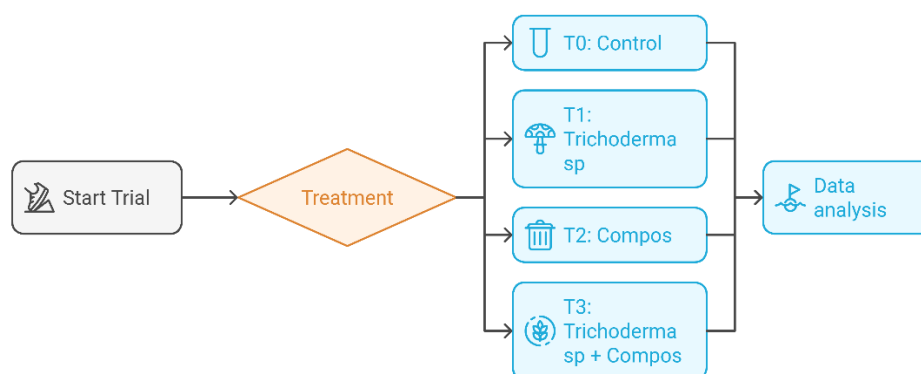 Start Trial
Treatment
T0: Control
T1:
Trichoderma
sp
T2: Compos
T3:
Trichoderma
sp + Compos
Data
analysis